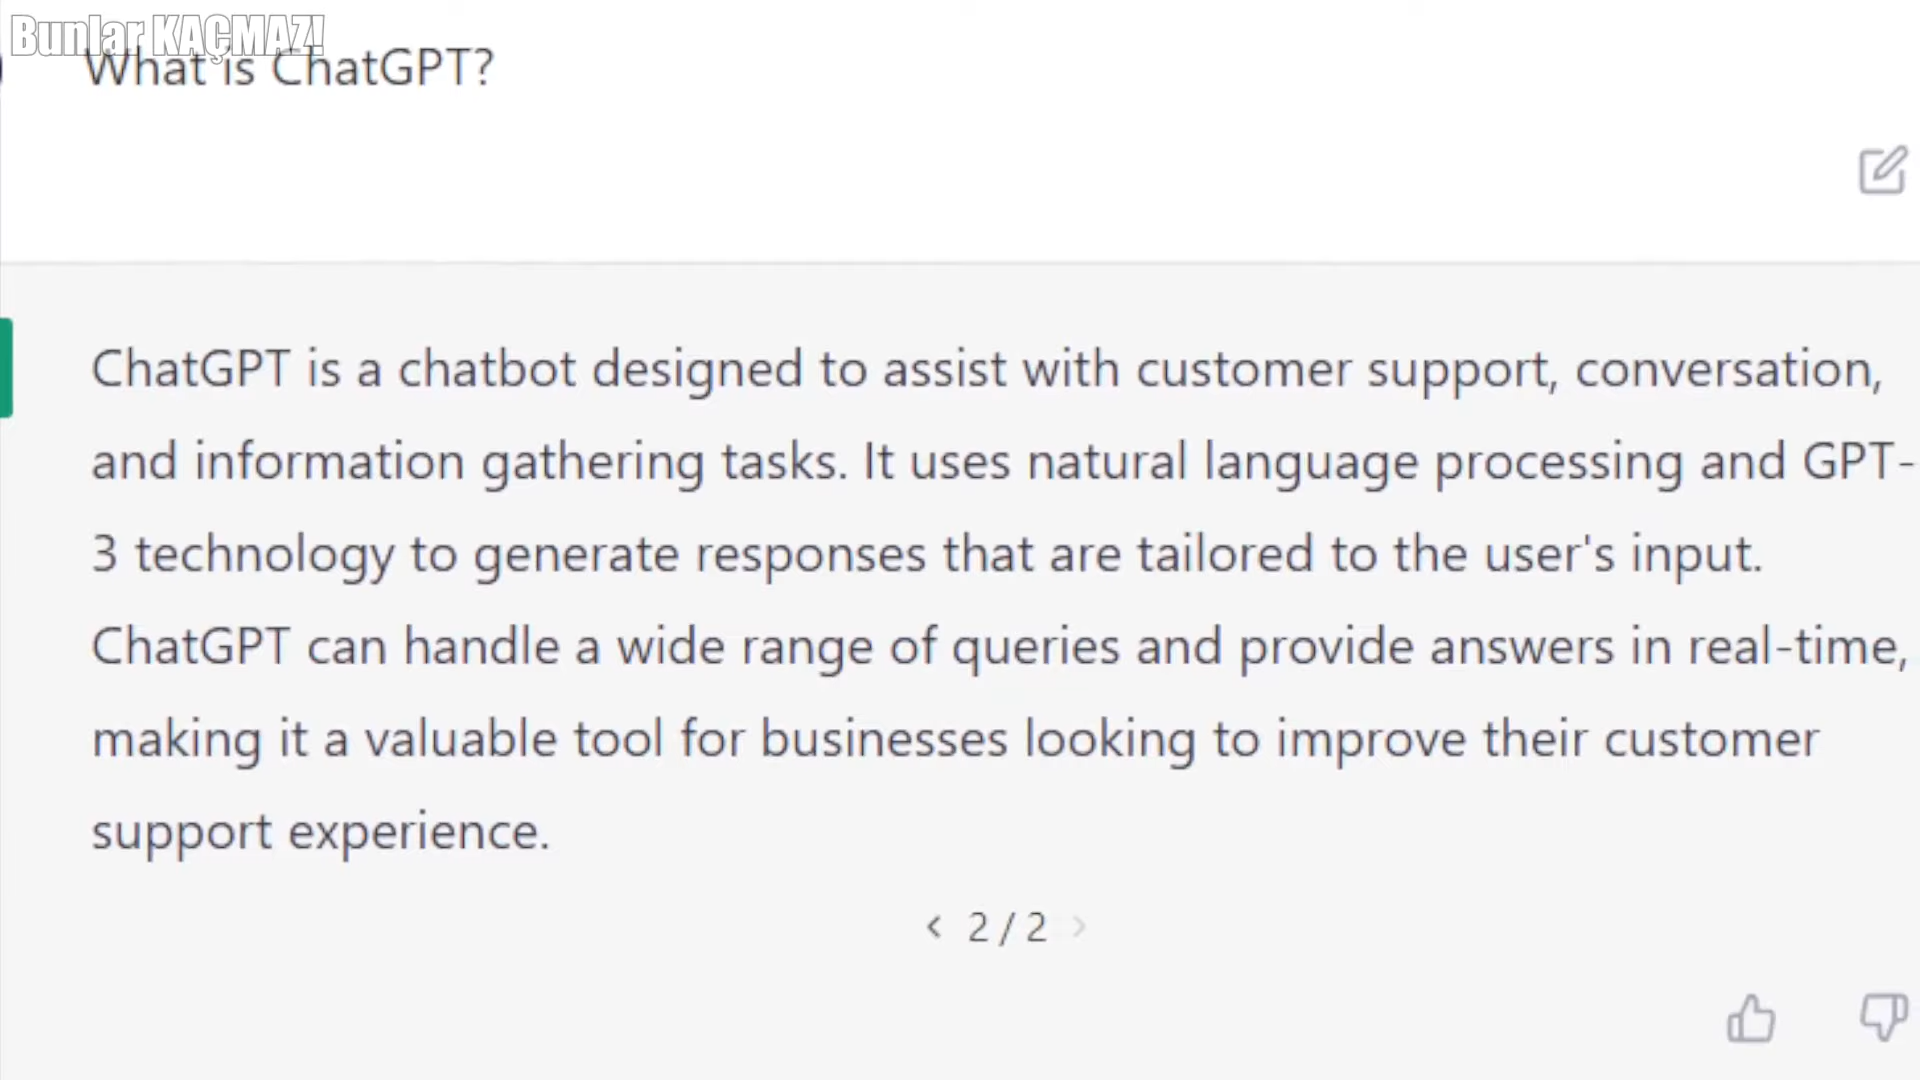 Bunlar KAÇMAZ!
What is ChatGPT?
ChatGPT is a chatbot designed to assist with customer support, conversation,
and information gathering tasks. It uses natural language processing and GPT-
3 technology to generate responses that are tailored to the user's input.
ChatGPT can handle a wide range of queries and provide answers in real-time,
making it a valuable tool for businesses looking to improve their customer
support experience.
< 2 / 2 >